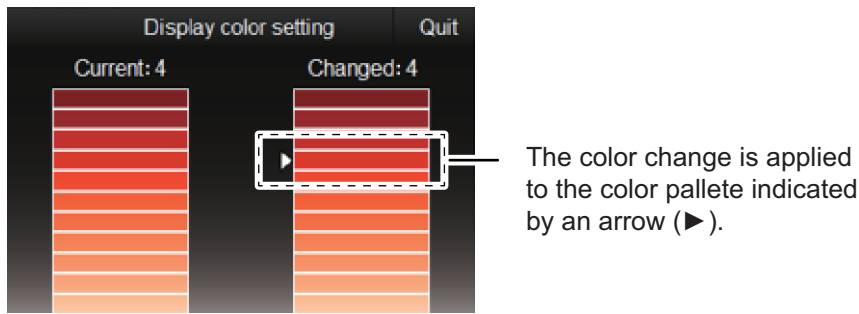 Display color setting Quit
Current: 4 Changed: 4
The color change is applied
to the color pallete indicated
by an arrow (►).